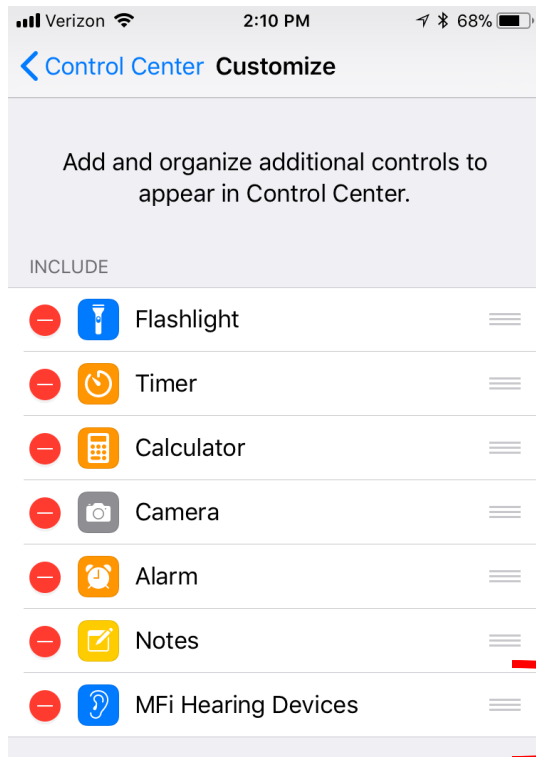 Verizon 2:10 PM 68%
Control Center Customize
Add and organize additional controls to
appear in Control Center.
INCLUDE
Flashlight
Timer
Calculator
Camera
Alarm
Notes
MFi Hearing Devices